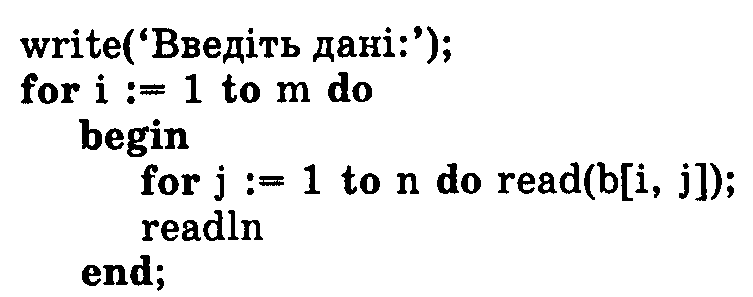 write(‘Введіть дані:’);
for i := 1 to m do
begin
for j := 1 to n do read(b[i, j]);
readln
end;